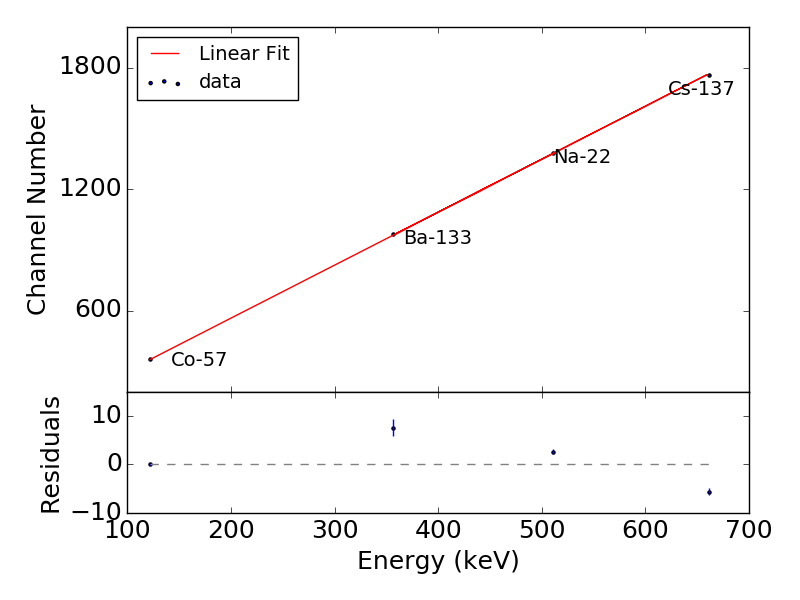 Linear Fit
data
1800
1200
600
Channel Number
Cs-137
Na-22
Ba-133
Co-57
10
0
−10
Residuals
100 200 300 400 500 600 700
Energy (keV)